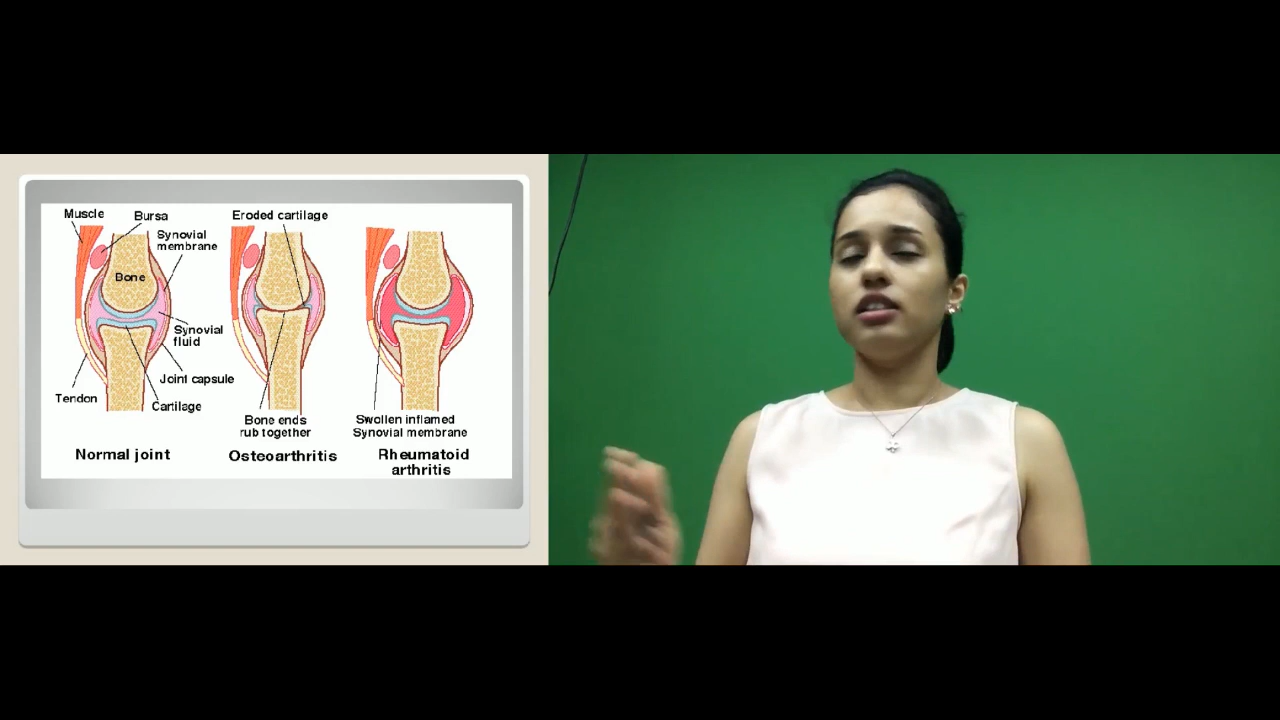 Muscle
Bursa
Synovial
membrane
Bone
Synovial
fluid
Joint capsule
Tendon
Cartilage
Normal joint
Eroded cartilage
Bone ends
rub together
Osteoarthritis
Swollen inflamed
Synovial membrane
Rheumatoid
arthritis